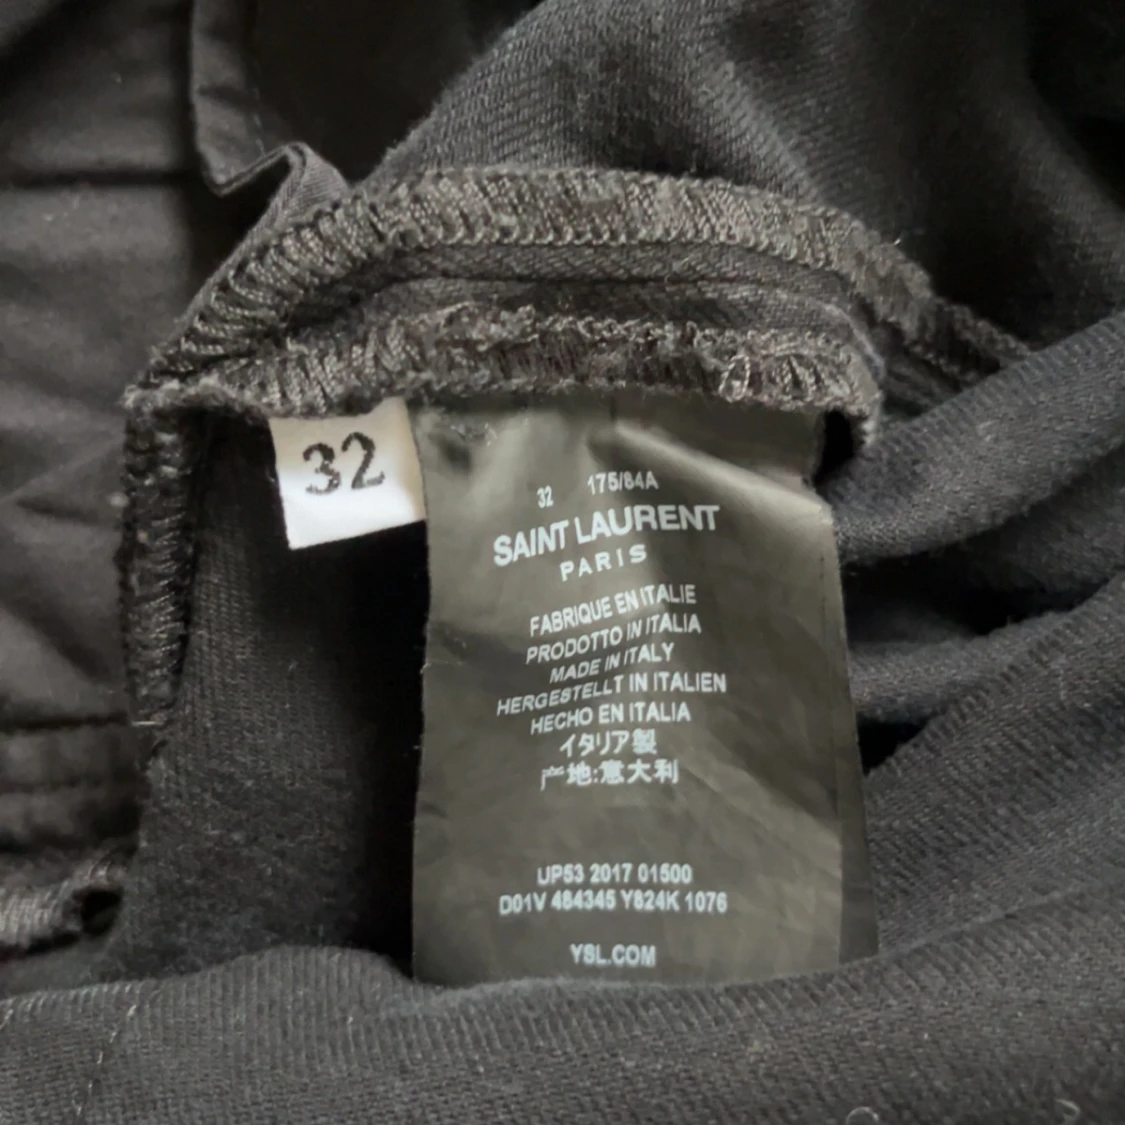 32
32 175/84A
SAINT LAURENT
PARIS
FABRIQUE EN ITALIE
PRODOTTO IN ITALIA
MADE IN ITALY
HERGESTELLT IN ITALIEN
HECHO EN ITALIA
イタリア製
产地:意大利
UP53 2017 01500
D01V 484345 Y824K 1076
YSL.COM